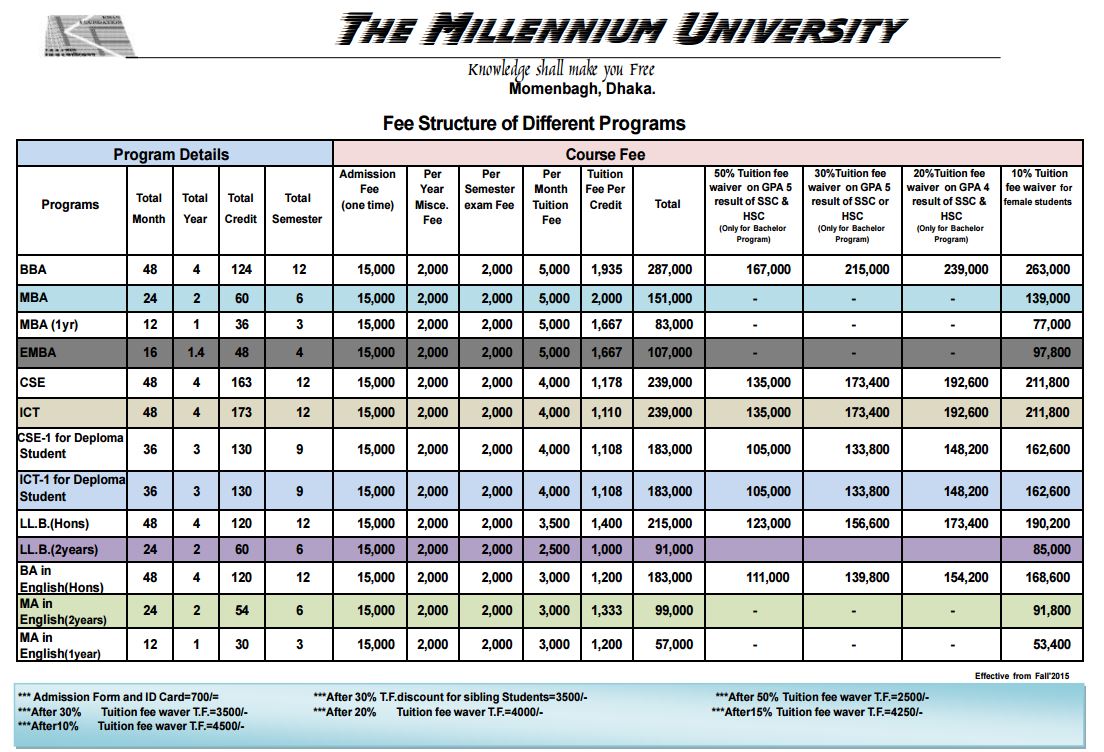 THE MILLENNIUM UNIVERSITY
Knowledge shall make you Free
Momenbagh, Dhaka.
Fee Structure of Different Programs
Program Details Course Fee
Programs Total Month Total Year Total Credit Total Semester Admission Fee (one time) Per Year Misce. Fee Per Semester exam Fee Per Month Tuition Fee Tuition Fee Per Credit Total 50%Tuition fee waiver on GPA 5 result of SSC & HSC (Only for Bachelor Program) 30%Tuition fee waiver on GPA 5 result of SSC or HSC (Only for Bachelor Program) 20%Tuition fee waiver on GPA 4 result of SSC & HSC (Only for Bachelor Program) 10% Tuition fee waiver for female students
BBA 48 4 124 12 15,000 2,000 2,000 5,000 1,935 287,000 167,000 215,000 239,000 263,000
MBA 24 2 60 6 15,000 2,000 2,000 5,000 2,000 151,000 - - - 139,000
MBA (1yr) 12 1 36 3 15,000 2,000 2,000 5,000 1,667 83,000 - - - 77,000
EMBA 16 1.4 48 4 15,000 2,000 2,000 5,000 1,667 107,000 - - - 97,800
CSE 48 4 163 12 15,000 2,000 2,000 4,000 1,178 239,000 135,000 173,400 192,600 211,800
ICT 48 4 173 12 15,000 2,000 2,000 4,000 1,110 239,000 135,000 173,400 192,600 211,800
CSE-1 for Deploma Student 36 3 130 9 15,000 2,000 2,000 4,000 1,108 183,000 105,000 133,800 148,200 162,600
ICT-1 for Deploma Student 36 3 130 9 15,000 2,000 2,000 4,000 1,108 183,000 105,000 133,800 148,200 162,600
LL.B.(Hons) 48 4 120 12 15,000 2,000 2,000 3,500 1,400 215,000 123,000 156,600 173,400 190,200
LL.B.(2years) 24 2 60 6 15,000 2,000 2,000 2,500 1,000 91,000 85,000
BA in English(Hons) 48 4 120 12 15,000 2,000 2,000 3,000 1,200 183,000 111,000 139,800 154,200 168,600
MA in English(2years) 24 2 54 6 15,000 2,000 2,000 3,000 1,333 99,000 - - - 91,800
MA in English(1year) 12 1 30 3 15,000 2,000 2,000 3,000 1,200 57,000 - - - 53,400
Effective from Fall'2015
*** Admission Form and ID Card=700/= ***After 30% T.F.discount for sibling Students=3500/- ***After 50% Tuition fee waver T.F.=2500/-
***After 30% Tuition fee waver T.F.=3500/- ***After 20% Tuition fee waver T.F.=4000/- ***After15% Tuition fee waver T.F.=4250/-
***After10% Tuition fee waver T.F.=4500/-